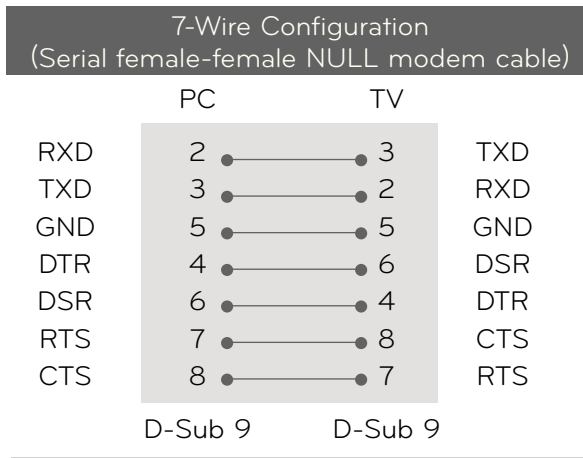 7-Wire Configuration
(Serial female-female NULL modem cable)
PC TV
RXD 2 3 TXD
TXD 3 2 RXD
GND 5 5 GND
DTR 4 6 DSR
DSR 6 4 DTR
RTS 7 8 CTS
CTS 8 7 RTS
D-Sub 9 D-Sub 9